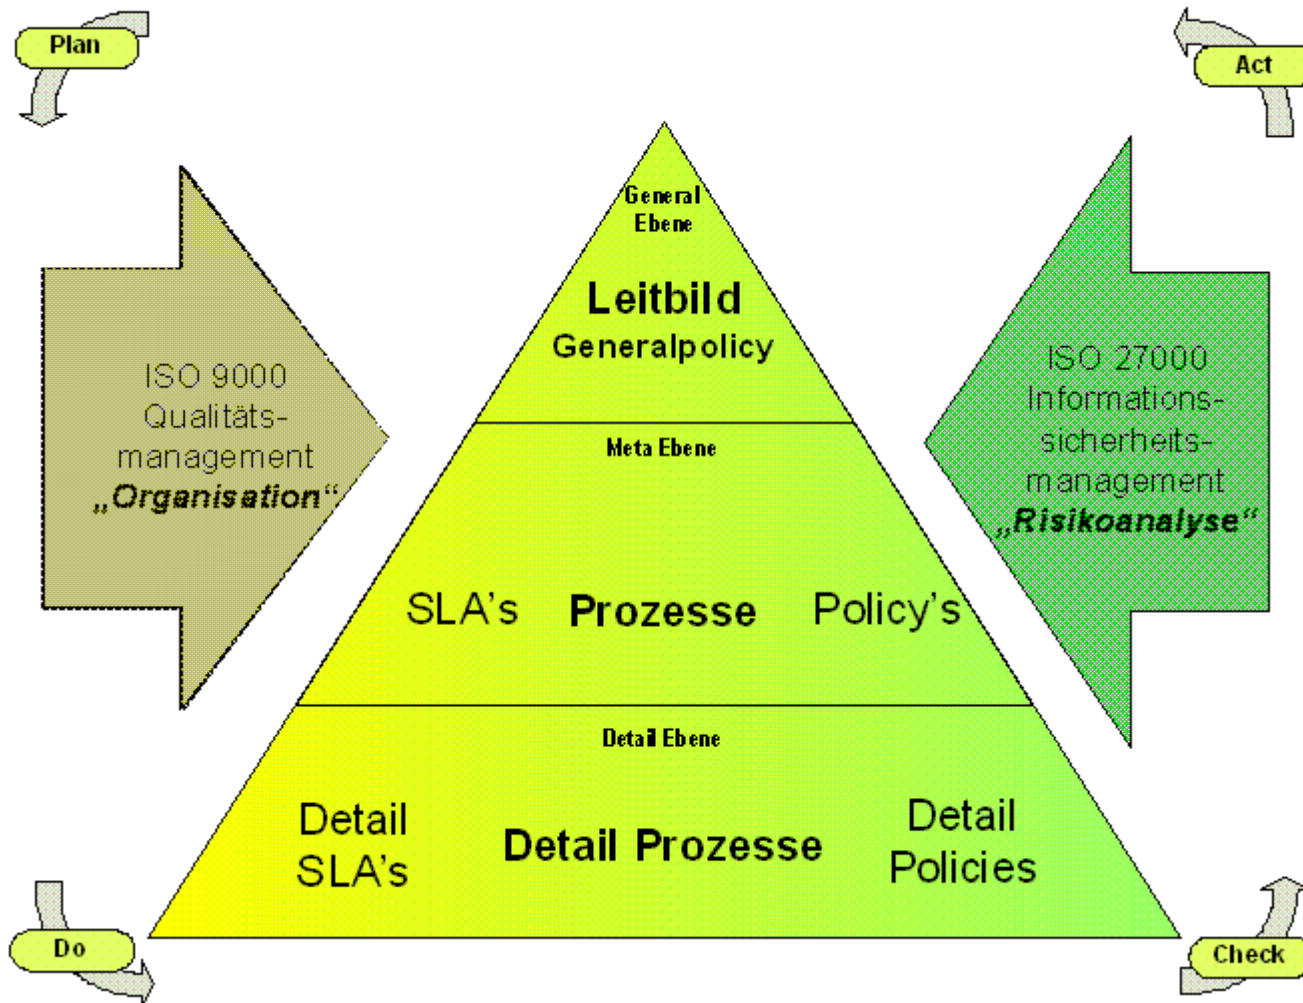 Plan
Act
General
Ebene
Leitbild
Generalpolicy
ISO 9000
Qualitäts-
management
„Organisation“
ISO 27000
Informations-
sicherheits-
management
„Risikoanalyse“
Meta Ebene
SLA's Prozesse Policy's
Detail Ebene
Detail
SLA's
Detail Prozesse
Detail
Policies
Do
Check